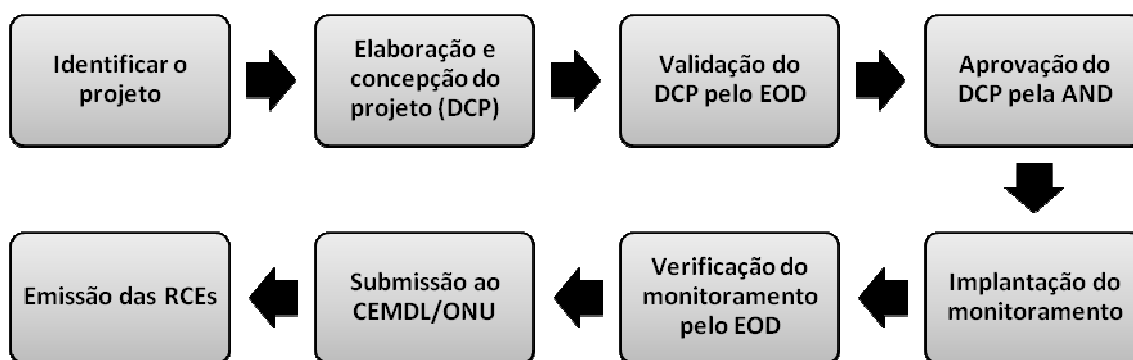 Identificar o
projeto
Elaboração e
concepção do
projeto (DCP)
Validação do
DCP pelo EOD
Aprovação do
DCP pela AND
Implantação do
monitoramento
Verificação do
monitoramento
pelo EOD
Submissão ao
CEMDL/ONU
Emissão das RCEs